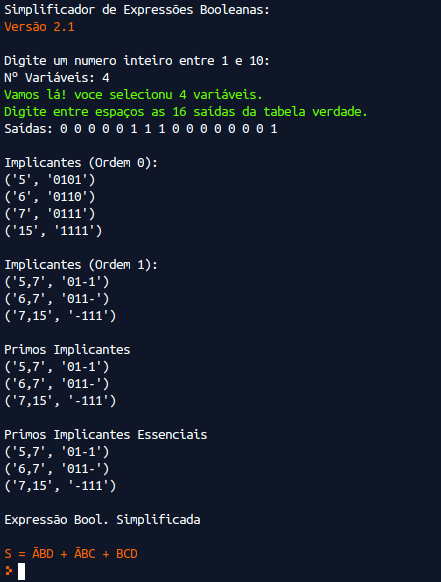 Simplificador de Expressões Booleanas:
Versão 2.1
Digite um numero inteiro entre 1 e 10:
Nº Variáveis: 4
Vamos lá! voce selecionu 4 variáveis.
Digite entre espaços as 16 saidas da tabela verdade.
Saidas: 0 0 0 0 0 1 1 1 0 0 0 0 0 0 0 1
Implicantes (Ordem 0):
('5', '0101')
('6', '0110')
('7', '0111')
('15', '1111')
Implicantes (Ordem 1):
('5,7', '01-1')
('6,7', '011-')
('7,15', '-111')
Primos Implicantes
('5,7', '01-1')
('6,7', '011-')
('7,15', '-111')
Primos Implicantes Essenciais
('5,7', '01-1')
('6,7', '011-')
('7,15', '-111')
Expressão Bool. Simplificada
S = ĀBD + ĀBC + BCD